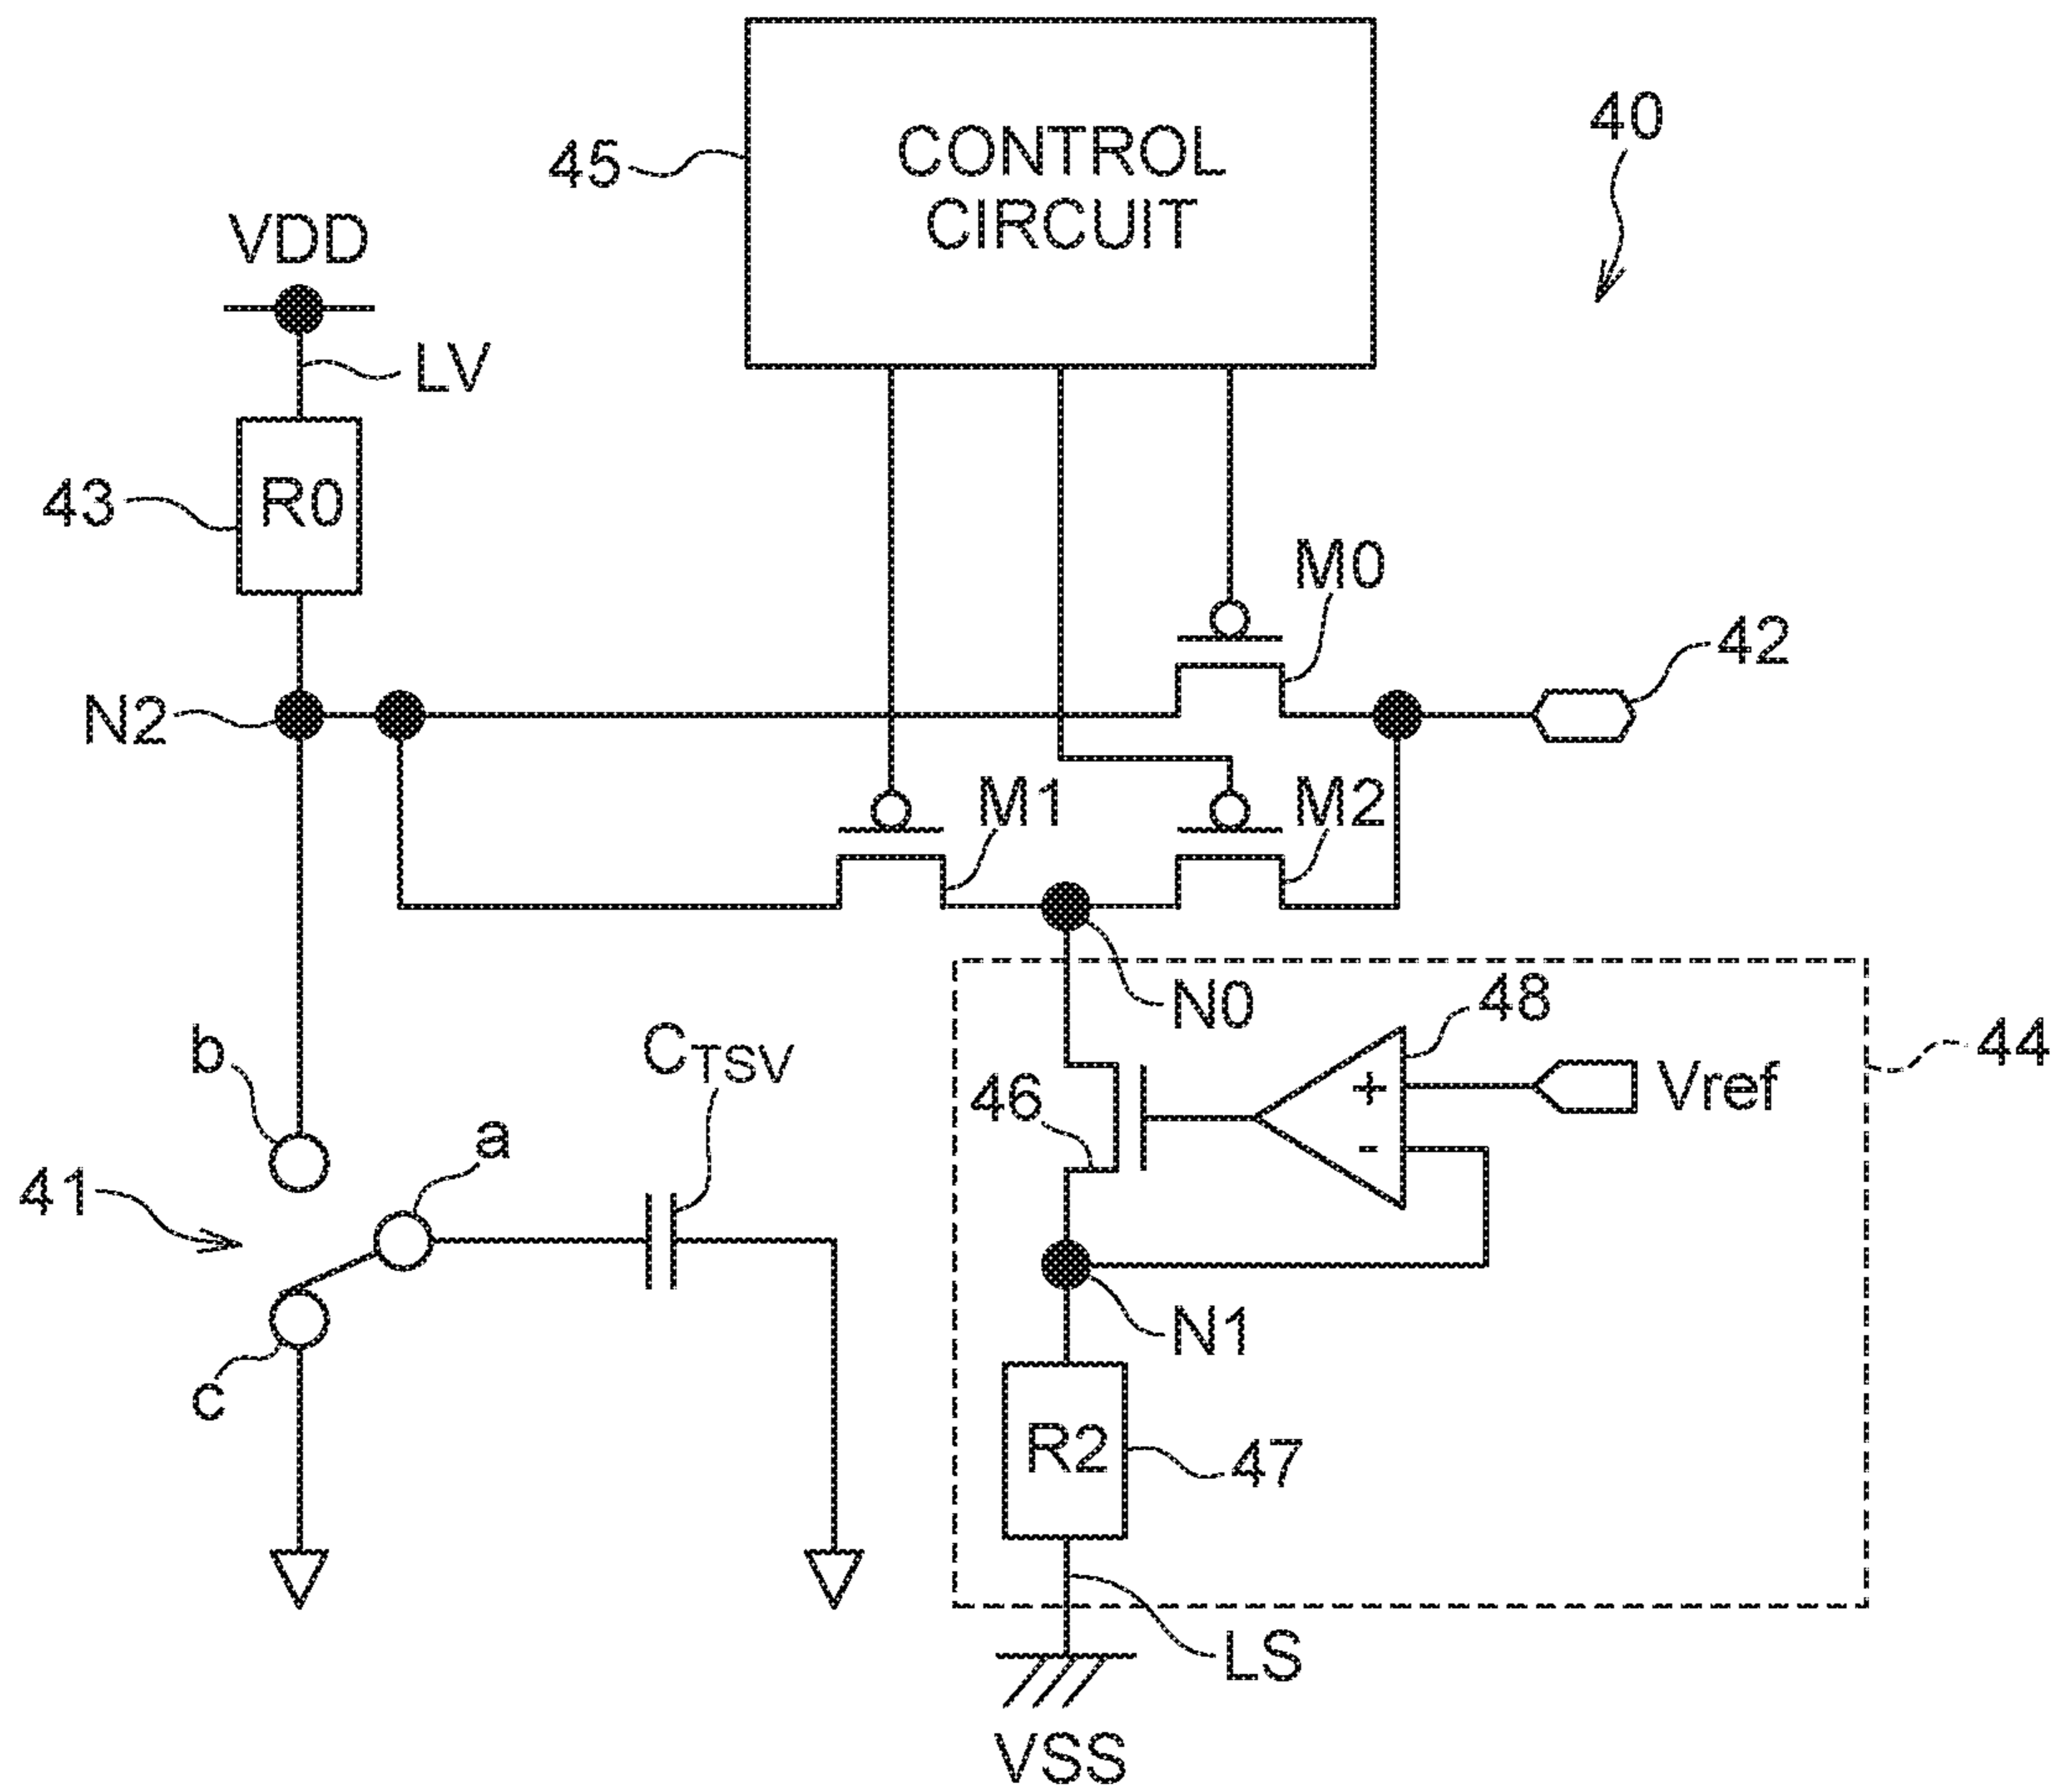 CONTROL
CIRCUIT
45
40
VDD
LV
43
R0
M0
42
N2
M1
M2
N0
48
44
b
CTSV
a
46
+
Vref
-
41
N1
c
R2
47
LS
VSS